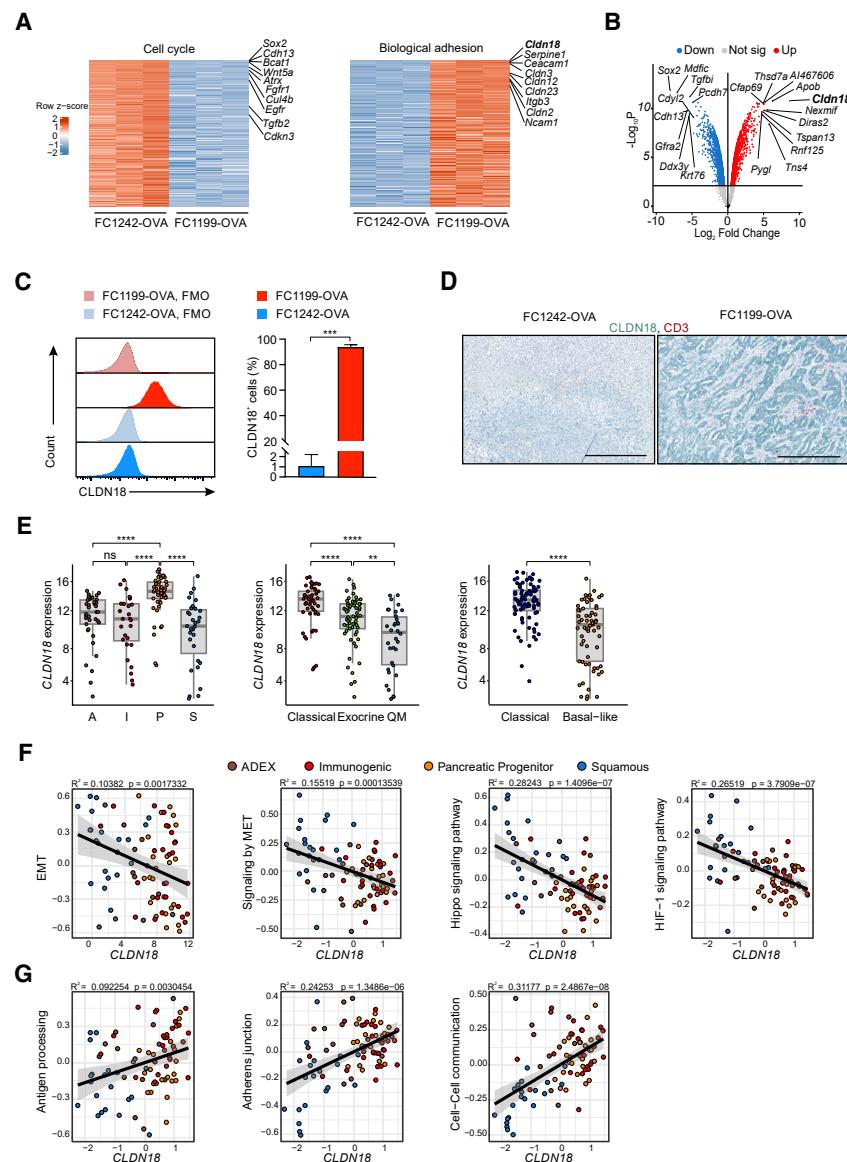 A
Cell cycle
Sox2
Cdh13
Bcat1
Wnt5a
Atrx
Fgfr1
Cul4b
Egfr
Tgfb2
Cdkn3
Row z−score
2
1
0
−1
−2
FC1242-OVA
FC1199-OVA
Biological adhesion
Cldn18
Serpine1
Ceacam1
Cldn3
Cldn12
Cldn23
Itgb3
Cldn2
Ncam1
FC1242-OVA
FC1199-OVA
B
Down
Not sig
Up
Sox2
Mdfic
Tgfbi
Cdyl2
Pcdh7
Cdh13
Gfra2
Ddx3y
Krt76
Cfap69
Thsd7a
AI467606
Apob
Cldn18
Nexmif
Diras2
Tspan13
Rnf125
Tns4
Pygl
-Log10P
10
5
0
−10
−5
0
5
10
Log2 Fold Change
C
FC1199-OVA, FMO
FC1242-OVA, FMO
FC1199-OVA
FC1242-OVA
Count
CLDN18
CLDN18+ cells (%)
***
100
80
60
40
20
2
1
0
D
FC1242-OVA
FC1199-OVA
CLDN18, CD3
E
****
ns
****
****
CLDN18 expression
16
12
8
4
A
I
P
S
****
****
**
CLDN18 expression
16
12
8
4
Classical
Exocrine
QM
****
CLDN18 expression
16
12
8
4
Classical
Basal−like
F
ADEX
Immunogenic
Pancreatic Progenitor
Squamous
R2 = 0.10382 p = 0.0017332
EMT
0.6
0.3
0.0
−0.3
−0.6
0
4
8
12
CLDN18
R2 = 0.15519 p = 0.00013539
Signaling by MET
0.50
0.25
0.00
−0.25
−0.50
−2
−1
0
1
CLDN18
R2 = 0.28243 p = 1.4096e−07
Hippo signaling pathway
0.6
0.4
0.2
0.0
−0.2
−0.4
−2
−1
0
1
CLDN18
R2 = 0.26519 p = 3.7909e−07
HIF−1 signaling pathway
0.4
0.2
0.0
−0.2
−0.4
−2
−1
0
1
CLDN18
G
R2 = 0.092254 p = 0.0030454
Antigen processing
0.3
0.0
−0.3
−0.6
−2
−1
0
1
CLDN18
R2 = 0.24253 p = 1.3486e−06
Adherens junction
0.4
0.0
−0.4
−2
−1
0
1
CLDN18
R2 = 0.31177 p = 2.4867e−08
Cell−Cell communication
0.50
0.25
0.00
−0.25
−0.50
−2
−1
0
1
CLDN18